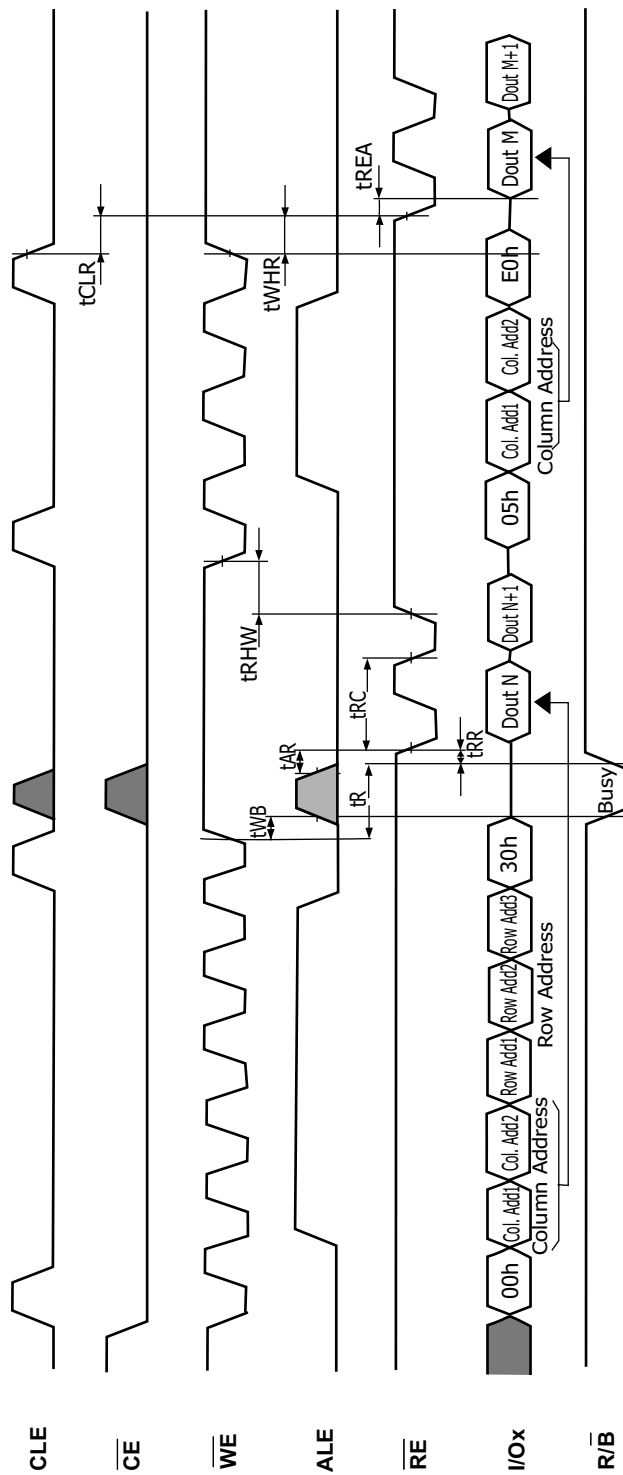 CLE
tCLR
CE
WE
tWB
tRHW
tWHR
ALE
tAR
tR
RE
tRC
tRR
tREA
I/Ox
00h
Col. Add1
Col. Add2
Row Add1
Row Add2
Row Add3
30h
Dout N
Dout N+1
05h
Col. Add1
Col. Add2
E0h
Dout M
Dout M+1
Column Address
Row Address
Column Address
R/B
Busy